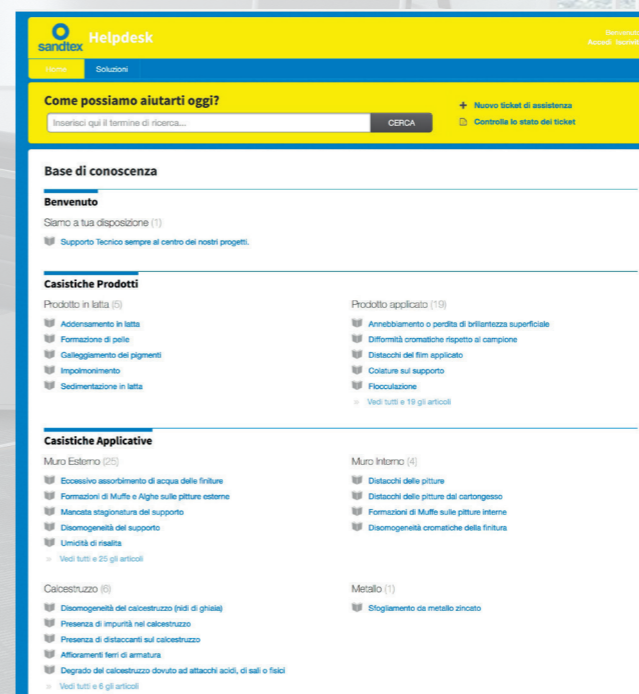 sandtex
Helpdesk
Benvenuto
Accedi Iscriviti
Home
Soluzioni
Come possiamo aiutarti oggi?
Inserisci qui il termine di ricerca...
CERCA
Nuovo ticket di assistenza
Controlla lo stato dei ticket
Base di conoscenza
Benvenuto
Siamo a tua disposizione (1)
Supporto Tecnico sempre al centro dei nostri progetti.
Casistiche Prodotti
Prodotto in latta (5)
Addensamento in latta
Formazione di pelle
Galleggiamento dei pigmenti
Impolmonimento
Sedimentazione in latta
Prodotto applicato (19)
Annebbiamento o perdita di brillantezza superficiale
Difformità cromatiche rispetto al campione
Distacchi del film applicato
Colature sul supporto
Flocculazione
» Vedi tutti e 19 gli articoli
Casistiche Applicative
Muro Esterno (25)
Eccessivo assorbimento di acqua delle finiture
Formazioni di Muffe e Alghe sulle pitture esterne
Mancata stagionatura del supporto
Disomogeneità del supporto
Umidità di risalita
» Vedi tutti e 25 gli articoli
Muro Interno (4)
Distacchi delle pitture
Distacchi delle pitture dal cartongesso
Formazioni di Muffe sulle pitture interne
Disomogeneità cromatiche della finitura
Calcestruzzo (6)
Disomogeneità del calcestruzzo (nidi di ghiaia)
Presenza di impurità nel calcestruzzo
Presenza di distaccanti sul calcestruzzo
Affioramenti ferri di armatura
Degrado del calcestruzzo dovuto ad attacchi acidi, di sali o fisici
» Vedi tutti e 6 gli articoli
Metallo (1)
Sfogliamento da metallo zincato